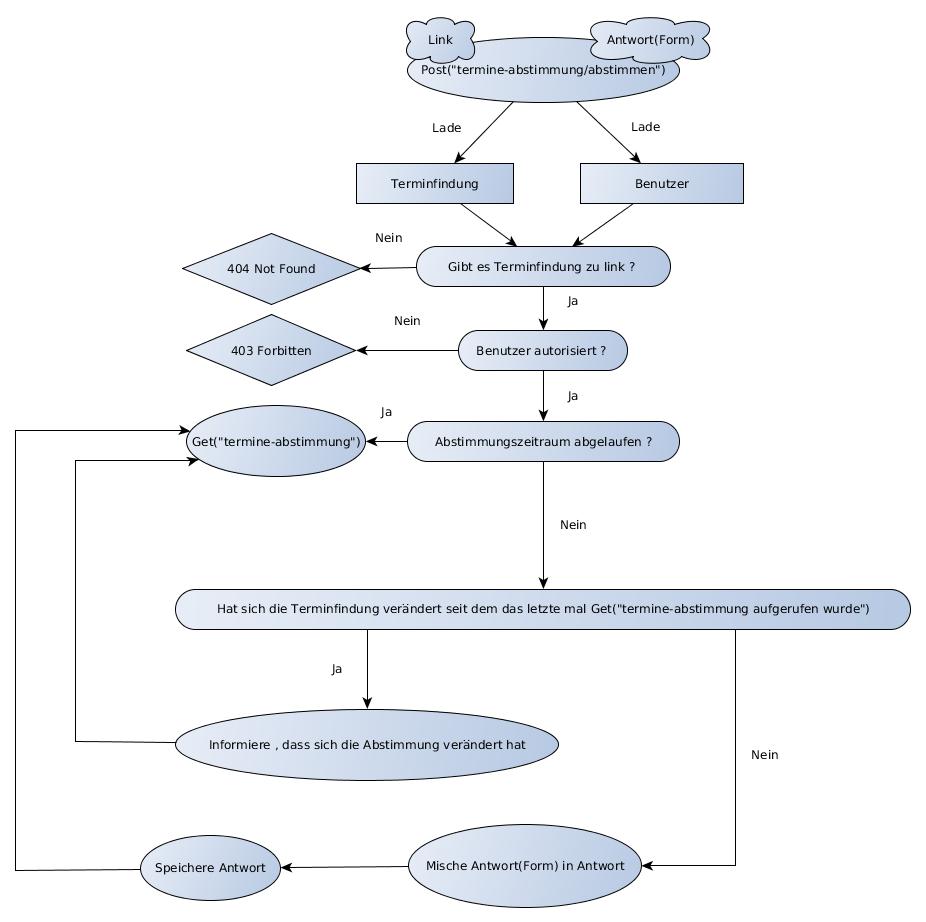 Link
Antwort(Form)
Post("termine-abstimmung/abstimmen")
Lade
Lade
Terminfindung
Benutzer
Nein
Gibt es Terminfindung zu link ?
404 Not Found
Ja
Nein
Benutzer autorisiert ?
403 Forbitten
Ja
Ja
Abstimmungszeitraum abgelaufen ?
Get("termine-abstimmung")
Nein
Hat sich die Terminfindung verändert seit dem das letzte mal Get("termine-abstimmung aufgerufen wurde")
Ja
Informiere , dass sich die Abstimmung verändert hat
Nein
Mische Antwort(Form) in Antwort
Speichere Antwort